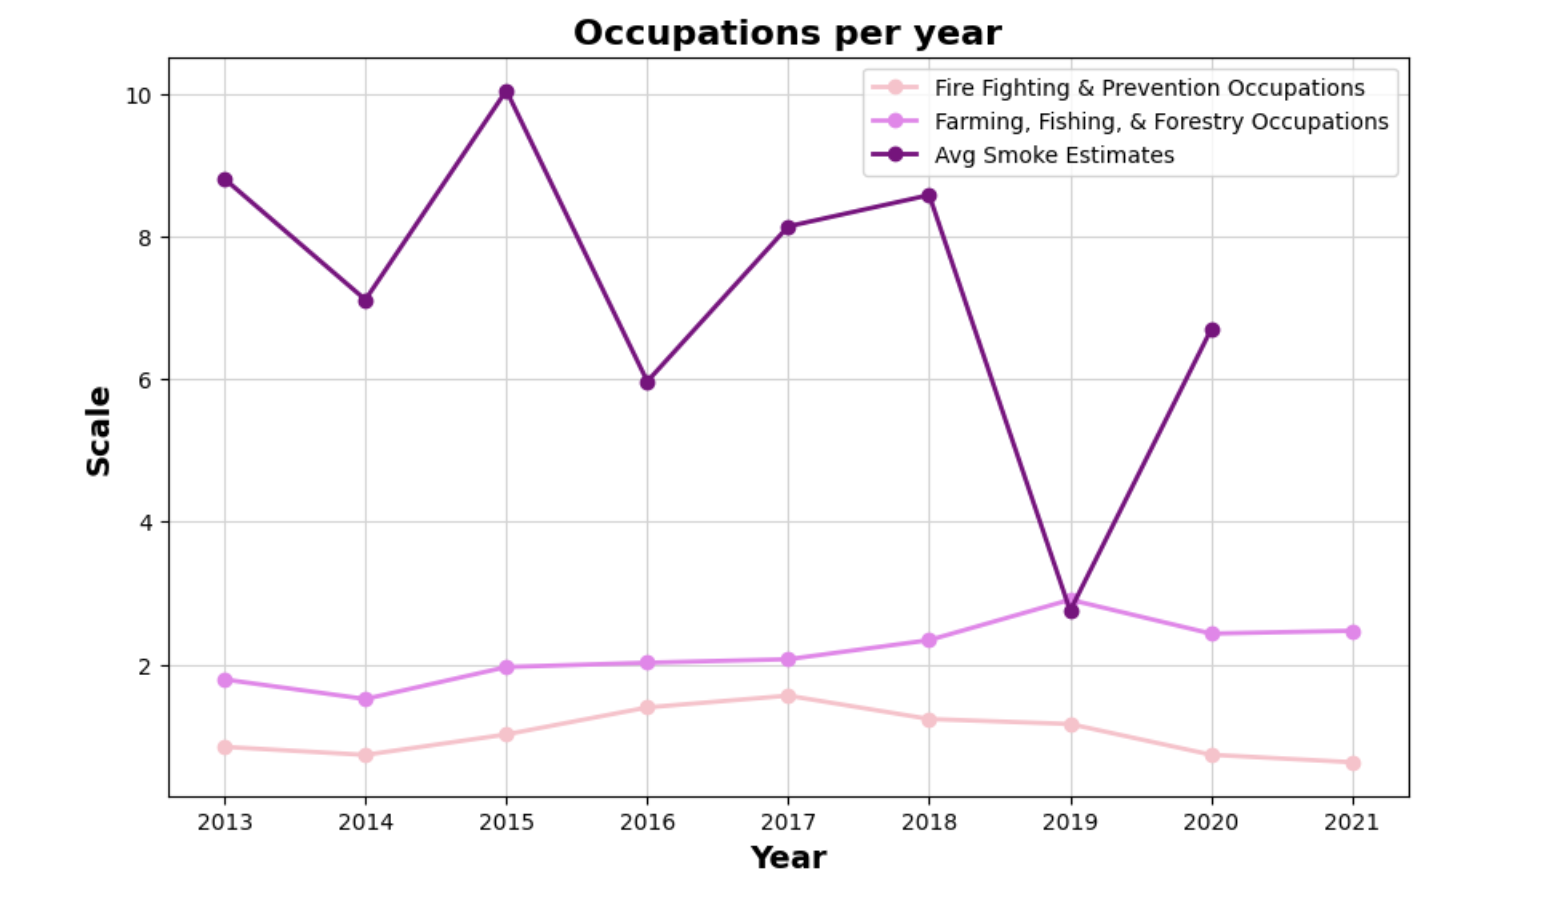 Occupations per year
Fire Fighting & Prevention Occupations
Farming, Fishing, & Forestry Occupations
Avg Smoke Estimates
10
8
6
4
2
Scale
2013 2014 2015 2016 2017 2018 2019 2020 2021
Year